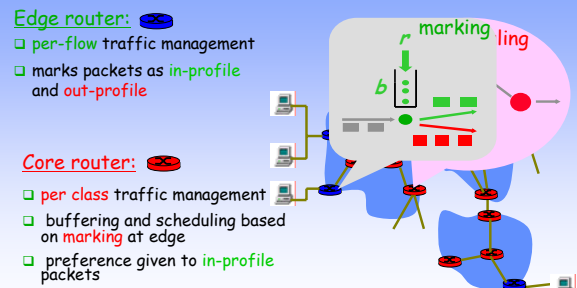 Edge router:
per-flow traffic management
marks packets as in-profile
and out-profile
marking
r
ling
b
Core router:
per class traffic management
buffering and scheduling based
on marking at edge
preference given to in-profile
packets